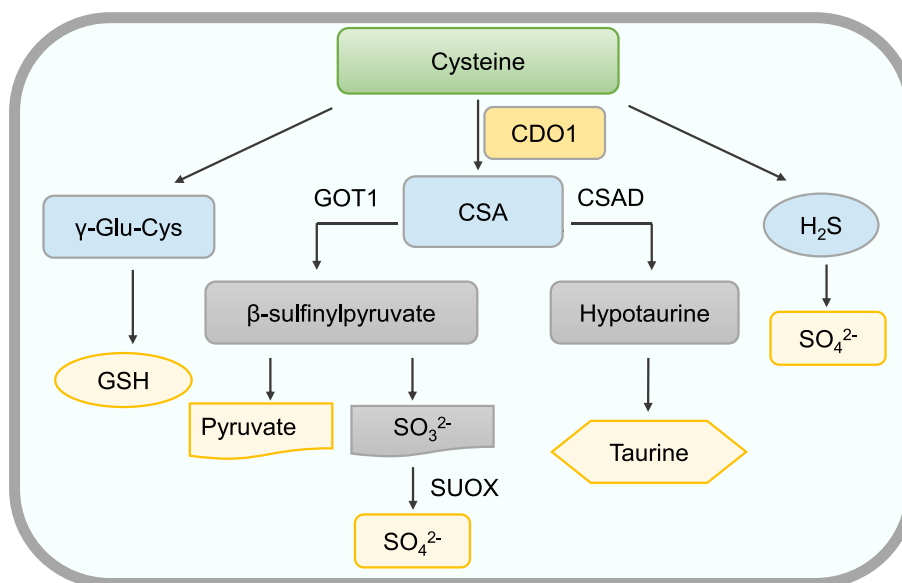 Cysteine
CDO1
GOT1
CSA
CSAD
γ-Glu-Cys
H₂S
β-sulfinylpyruvate
Hypotaurine
SO₄²⁻
GSH
Pyruvate
SO₃²⁻
Taurine
SUOX
SO₄²⁻